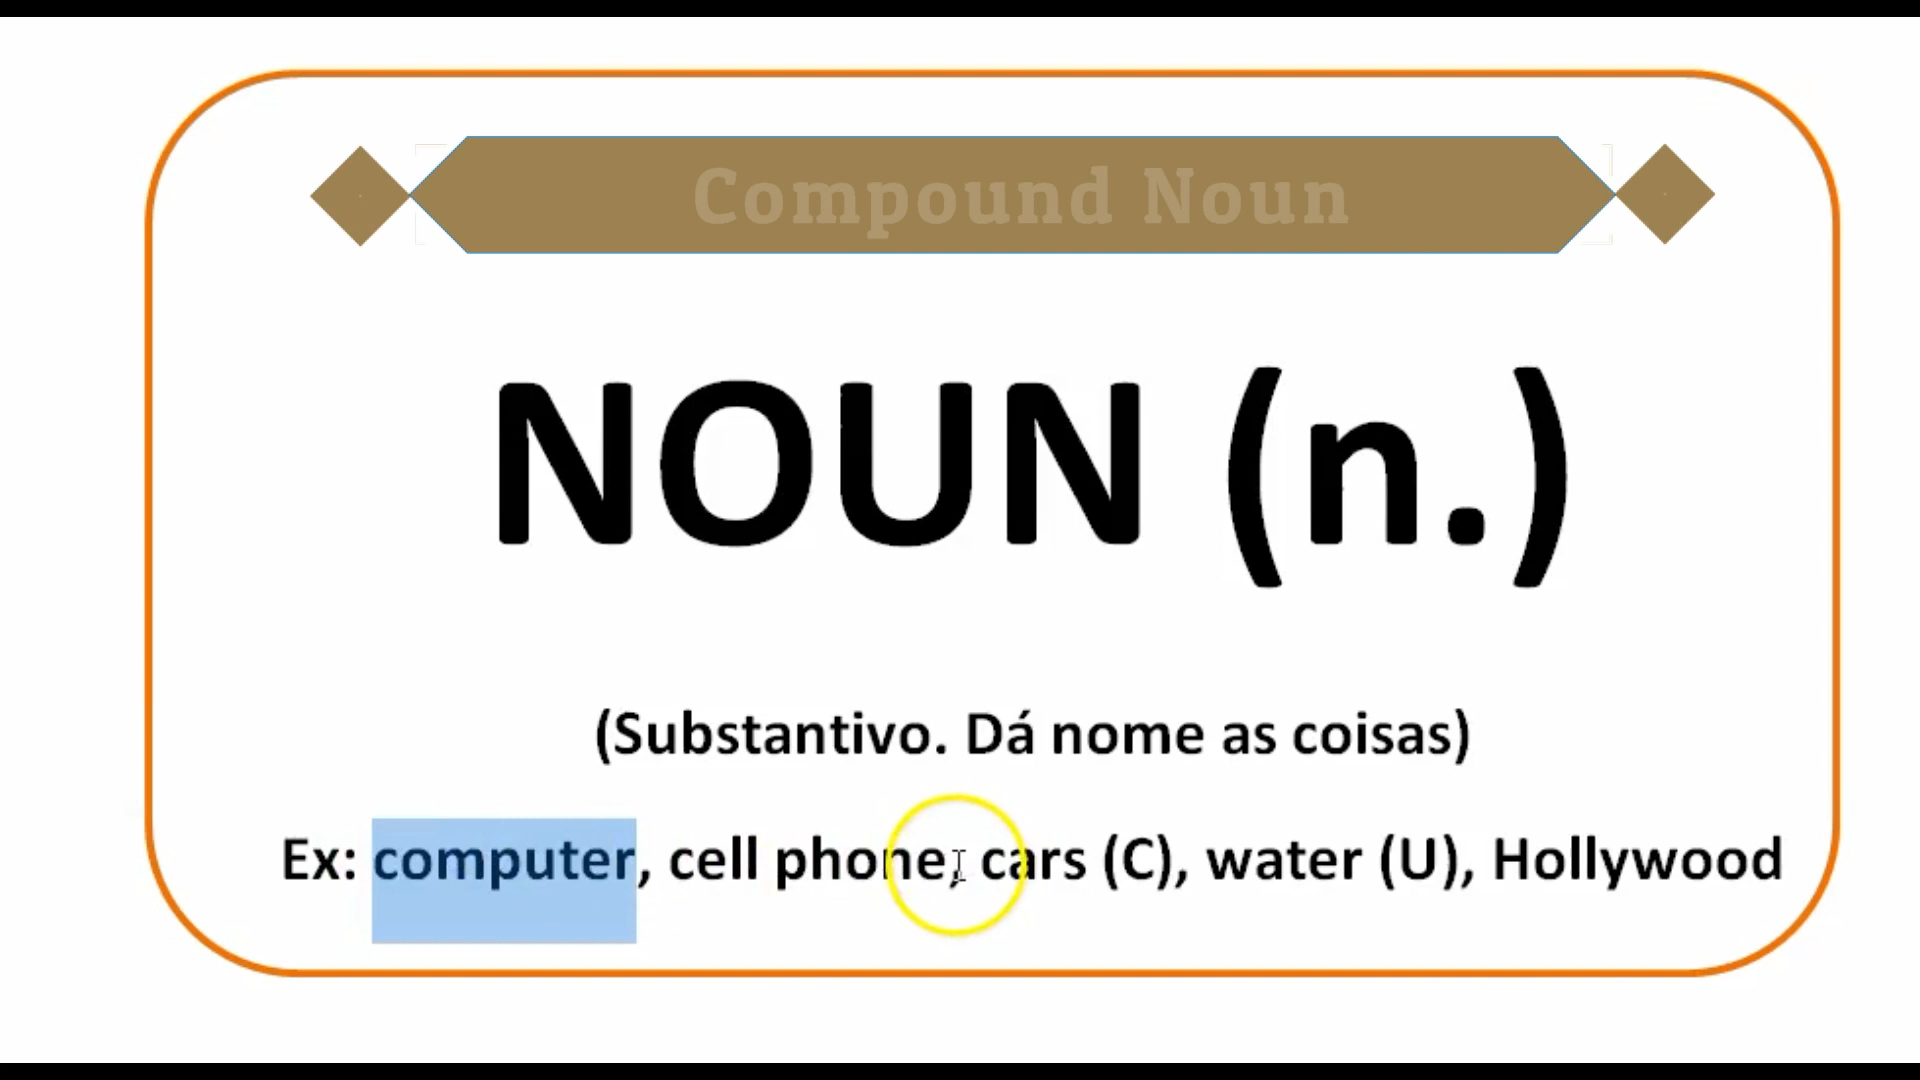 Compound Noun
NOUN (n.)
(Substantivo. Dá nome as coisas)
Ex: computer, cell phone, cars (C), water (U), Hollywood